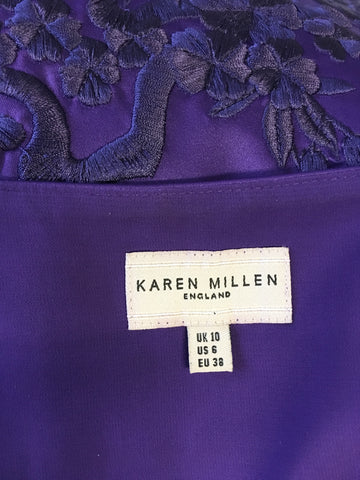 KAREN MILLEN
ENGLAND
UK 10
US 6
EU 38